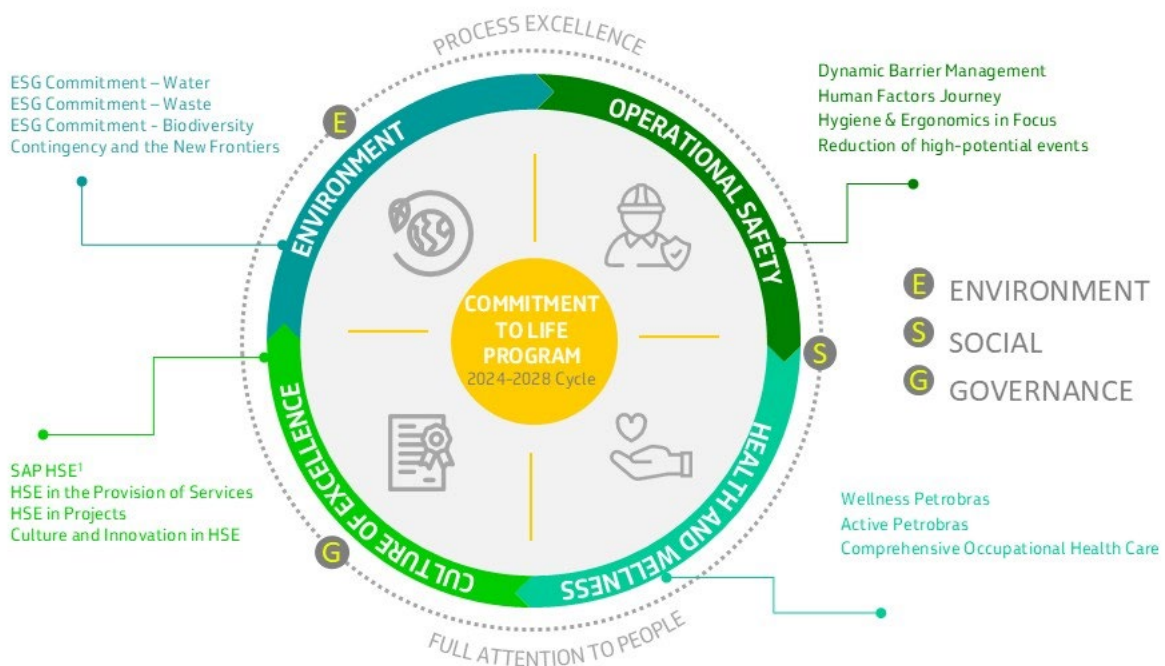 PROCESS EXCELLENCE
ESG Commitment – Water
ESG Commitment – Waste
ESG Commitment - Biodiversity
Contingency and the New Frontiers
Dynamic Barrier Management
Human Factors Journey
Hygiene & Ergonomics in Focus
Reduction of high-potential events
E
ENVIRONMENT
OPERATIONAL SAFETY
COMMITMENT
TO LIFE
PROGRAM
2024-2028 Cycle
E ENVIRONMENT
S SOCIAL
G GOVERNANCE
S
CULTURE OF EXCELLENCE
HEALTH AND WELLNESS
G
SAP HSE¹
HSE in the Provision of Services
HSE in Projects
Culture and Innovation in HSE
Wellness Petrobras
Active Petrobras
Comprehensive Occupational Health Care
FULL ATTENTION TO PEOPLE